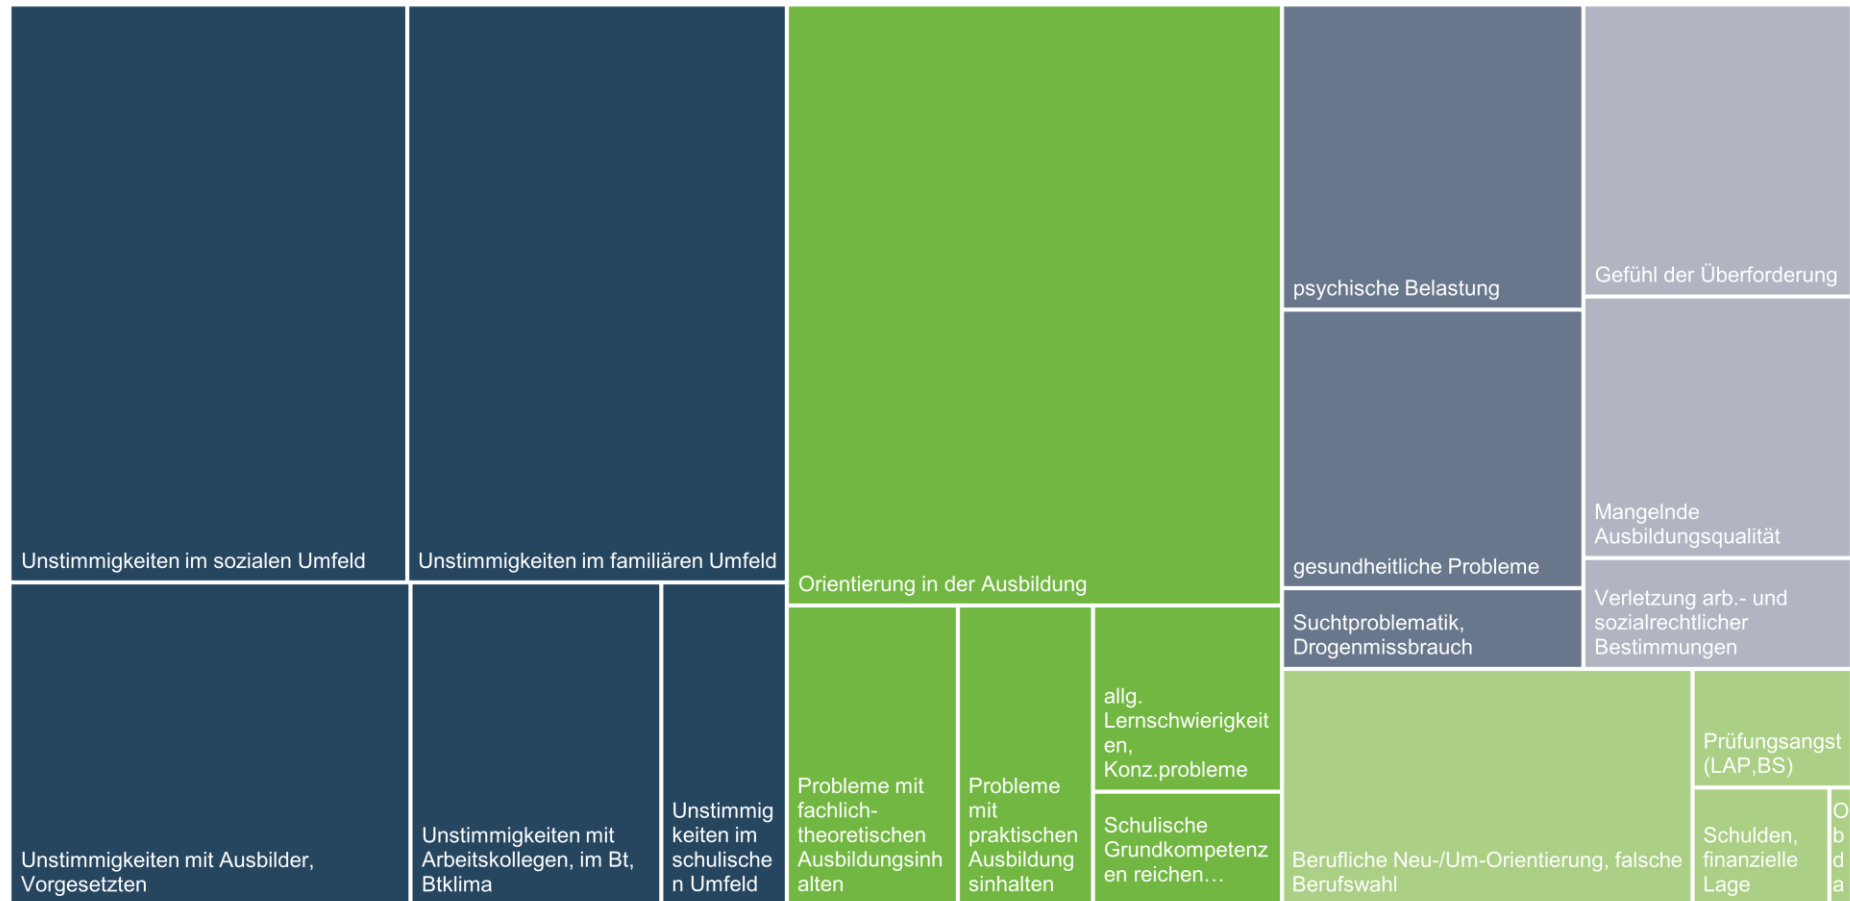 Unstimmigkeiten im sozialen Umfeld
Unstimmigkeiten im familiären Umfeld
Unstimmigkeiten mit Ausbilder,
Vorgesetzten
Unstimmigkeiten mit
Arbeitskollegen, im Bt,
Btklima
Unstimmig
keiten im
schulische
n Umfeld
Orientierung in der Ausbildung
Probleme mit
fachlich-
theoretischen
Ausbildungsinh
alten
Probleme
mit
praktischen
Ausbildung
sinhalten
allg.
Lernschwierigkeit
en,
Konz.probleme
Schulische
Grundkompetenz
en reichen…
psychische Belastung
gesundheitliche Probleme
Suchtproblematik,
Drogenmissbrauch
Gefühl der Überforderung
Mangelnde
Ausbildungsqualität
Verletzung arb.- und
sozialrechtlicher
Bestimmungen
Berufliche Neu-/Um-Orientierung, falsche
Berufswahl
Prüfungsangst
(LAP,BS)
Schulden,
finanzielle
Lage
O
b
d
a